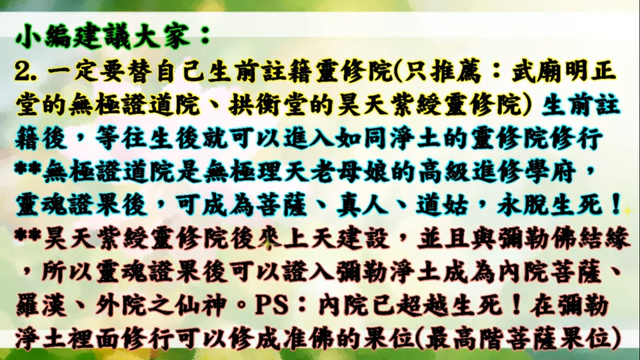 小編建議大家：
2. 一定要替自己生前註籍靈修院(只推薦：武廟明正
堂的無極證道院、拱衡堂的昊天紫綬靈修院) 生前註
籍後，等往生後就可以進入如同淨土的靈修院修行
**無極證道院是無極理天老母娘的高級進修學府，
靈魂證果後，可成為菩薩、真人、道姑，永脫生死！
**昊天紫綬靈修院後來上天建設，並且與彌勒佛結緣
，所以靈魂證果後可以證入彌勒淨土成為內院菩薩、
羅漢、外院之仙神。PS：內院已超越生死！在彌勒
淨土裡面修行可以修成准佛的果位(最高階菩薩果位)